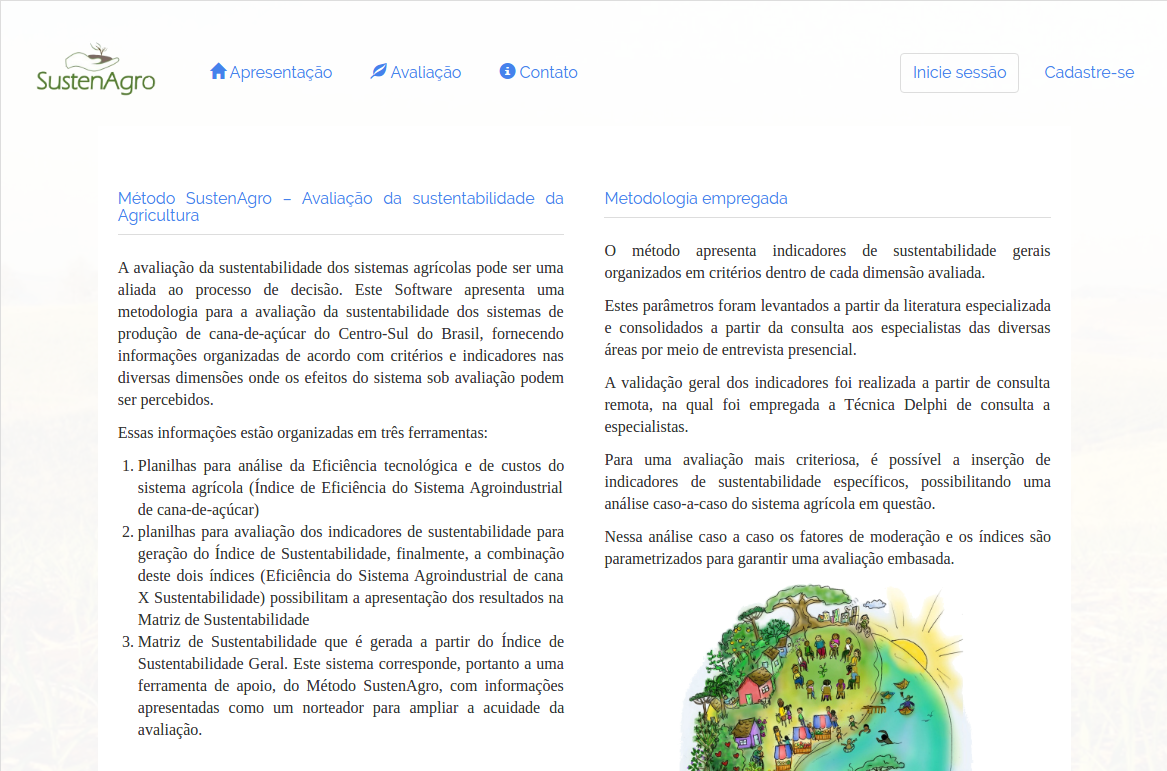 SustenAgro
Apresentação
Avaliação
Contato
Inicie sessão
Cadastre-se
Método SustenAgro – Avaliação da sustentabilidade da
Agricultura
A avaliação da sustentabilidade dos sistemas agrícolas pode ser uma
aliada ao processo de decisão. Este Software apresenta uma
metodologia para a avaliação da sustentabilidade dos sistemas de
produção de cana-de-açúcar do Centro-Sul do Brasil, fornecendo
informações organizadas de acordo com critérios e indicadores nas
diversas dimensões onde os efeitos do sistema sob avaliação podem
ser percebidos.
Essas informações estão organizadas em três ferramentas:
1. Planilhas para análise da Eficiência tecnológica e de custos do
sistema agrícola (Índice de Eficiência do Sistema Agroindustrial
de cana-de-açúcar)
2. planilhas para avaliação dos indicadores de sustentabilidade para
geração do Índice de Sustentabilidade, finalmente, a combinação
deste dois índices (Eficiência do Sistema Agroindustrial de cana
X Sustentabilidade) possibilitam a apresentação dos resultados na
Matriz de Sustentabilidade
3. Matriz de Sustentabilidade que é gerada a partir do Índice de
Sustentabilidade Geral. Este sistema corresponde, portanto a uma
ferramenta de apoio, do Método SustenAgro, com informações
apresentadas como um norteador para ampliar a acuidade da
avaliação.
Metodologia empregada
O método apresenta indicadores de sustentabilidade gerais
organizados em critérios dentro de cada dimensão avaliada.
Estes parâmetros foram levantados a partir da literatura especializada
e consolidados a partir da consulta aos especialistas das diversas
áreas por meio de entrevista presencial.
A validação geral dos indicadores foi realizada a partir de consulta
remota, na qual foi empregada a Técnica Delphi de consulta a
especialistas.
Para uma avaliação mais criteriosa, é possível a inserção de
indicadores de sustentabilidade específicos, possibilitando uma
análise caso-a-caso do sistema agrícola em questão.
Nessa análise caso a caso os fatores de moderação e os índices são
parametrizados para garantir uma avaliação embasada.